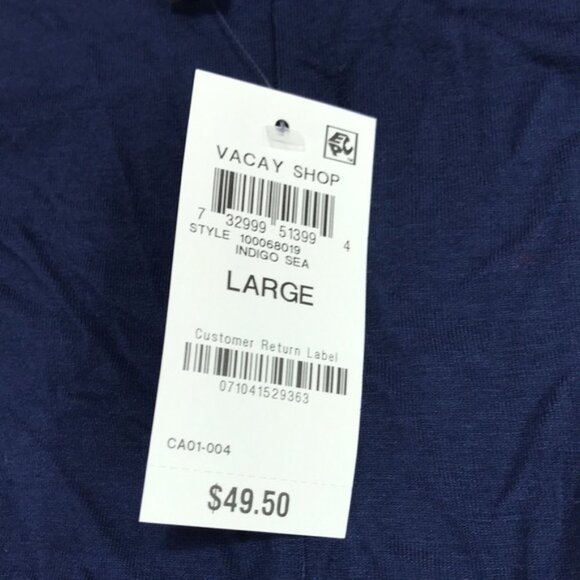 VACAY SHOP
7 32999 51399 4
STYLE 100068019
INDIGO SEA
LARGE
Customer Return Label
071041529363
CA01-004
$49.50